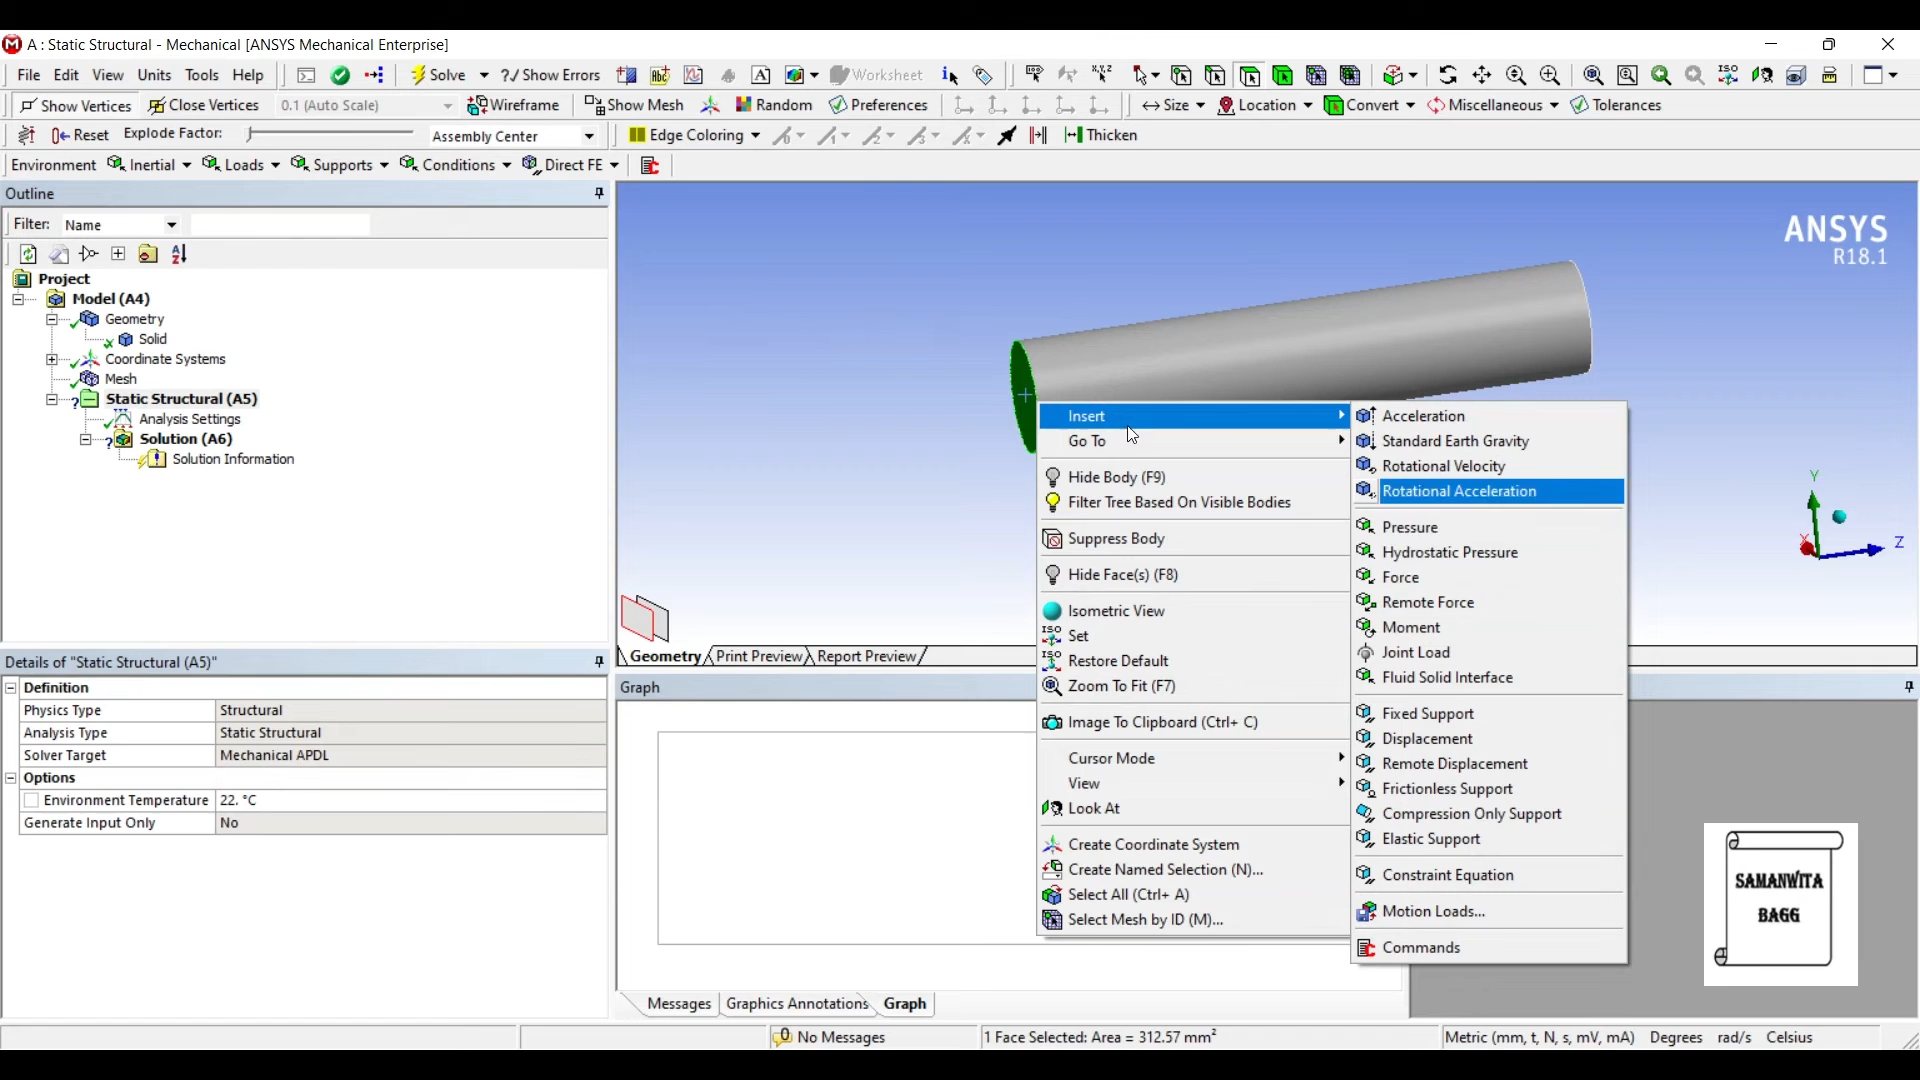 A : Static Structural - Mechanical [ANSYS Mechanical Enterprise]
File Edit View Units Tools Help Solve ?/ Show Errors Worksheet
Show Vertices Close Vertices 0.1 (Auto Scale) Wireframe Show Mesh Random Preferences Size Location Convert Miscellaneous Tolerances
Reset Explode Factor: Assembly Center Edge Coloring Thicken
Environment Inertial Loads Supports Conditions Direct FE
Outline
Filter: Name
Project
Model (A4)
Geometry
Solid
Coordinate Systems
Mesh
Static Structural (A5)
Analysis Settings
Solution (A6)
Solution Information
Details of "Static Structural (A5)"
Definition
Physics Type Structural
Analysis Type Static Structural
Solver Target Mechanical APDL
Options
Environment Temperature 22. °C
Generate Input Only No
ANSYS
R18.1
Y
X
Z
Insert
Go To
Hide Body (F9)
Filter Tree Based On Visible Bodies
Suppress Body
Hide Face(s) (F8)
Isometric View
ISO Set
ISO Restore Default
Zoom To Fit (F7)
Image To Clipboard (Ctrl+ C)
Cursor Mode
View
Look At
Create Coordinate System
Create Named Selection (N)...
Select All (Ctrl+ A)
Select Mesh by ID (M)...
Acceleration
Standard Earth Gravity
Rotational Velocity
Rotational Acceleration
Pressure
Hydrostatic Pressure
Force
Remote Force
Moment
Joint Load
Fluid Solid Interface
Fixed Support
Displacement
Remote Displacement
Frictionless Support
Compression Only Support
Elastic Support
Constraint Equation
Motion Loads...
Commands
Geometry Print Preview Report Preview
Graph
SAMANWITA
BAGG
Messages Graphics Annotations Graph
No Messages 1 Face Selected: Area = 312.57 mm² Metric (mm, t, N, s, mV, mA) Degrees rad/s Celsius